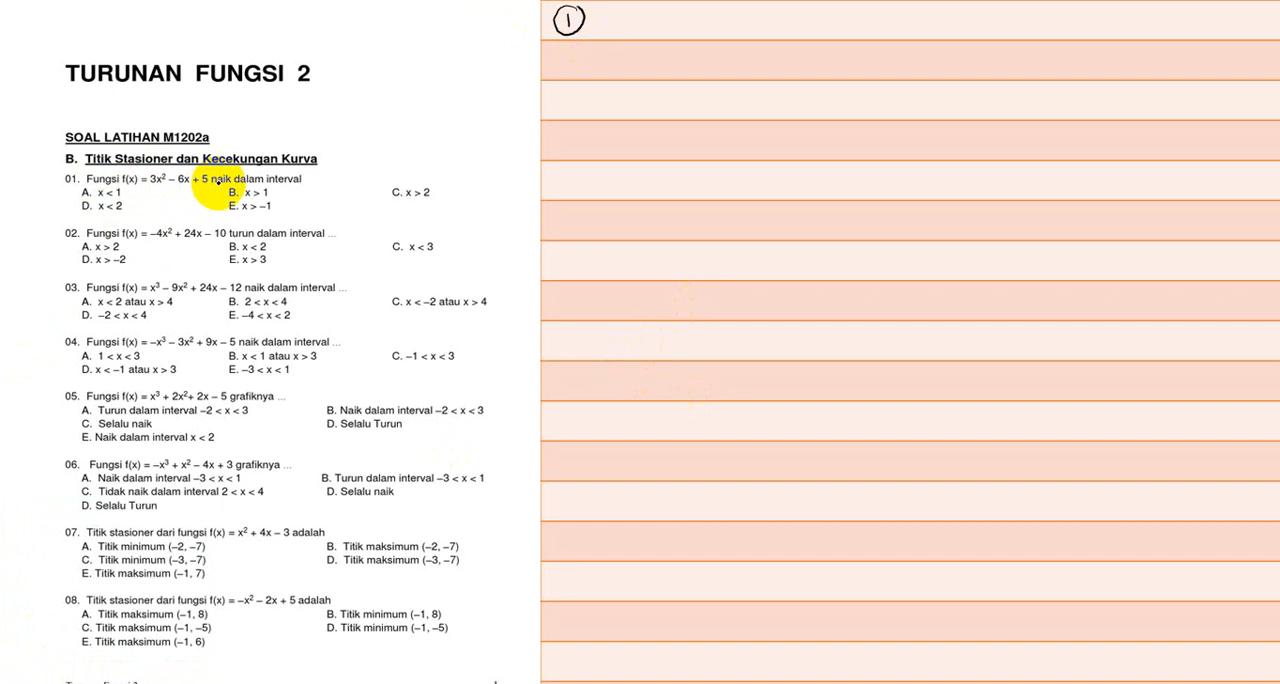 TURUNAN FUNGSI 2
SOAL LATIHAN M1202a
B. Titik Stasioner dan Kecekungan Kurva
01. Fungsi f(x) = 3x² – 6x + 5 naik dalam interval
A. x < 1 B. x > 1 C. x > 2
D. x < 2 E. x > –1
02. Fungsi f(x) = –4x² + 24x – 10 turun dalam interval ...
A. x > 2 B. x < 2 C. x < 3
D. x > –2 E. x > 3
03. Fungsi f(x) = x³ – 9x² + 24x – 12 naik dalam interval ...
A. x < 2 atau x > 4 B. 2 < x < 4 C. x < –2 atau x > 4
D. –2 < x < 4 E. –4 < x < 2
04. Fungsi f(x) = –x³ – 3x² + 9x – 5 naik dalam interval ...
A. 1 < x < 3 B. x < 1 atau x > 3 C. –1 < x < 3
D. x < –1 atau x > 3 E. –3 < x < 1
05. Fungsi f(x) = x³ + 2x²+ 2x – 5 grafiknya ...
A. Turun dalam interval –2 < x < 3 B. Naik dalam interval –2 < x < 3
C. Selalu naik D. Selalu Turun
E. Naik dalam interval x < 2
06. Fungsi f(x) = –x³ + x² – 4x + 3 grafiknya ...
A. Naik dalam interval –3 < x < 1 B. Turun dalam interval –3 < x < 1
C. Tidak naik dalam interval 2 < x < 4 D. Selalu naik
D. Selalu Turun
07. Titik stasioner dari fungsi f(x) = x² + 4x – 3 adalah
A. Titik minimum (–2, –7) B. Titik maksimum (–2, –7)
C. Titik minimum (–3, –7) D. Titik maksimum (–3, –7)
E. Titik maksimum (–1, 7)
08. Titik stasioner dari fungsi f(x) = –x² – 2x + 5 adalah
A. Titik maksimum (–1, 8) B. Titik minimum (–1, 8)
C. Titik maksimum (–1, –5) D. Titik minimum (–1, –5)
E. Titik maksimum (–1, 6)
1